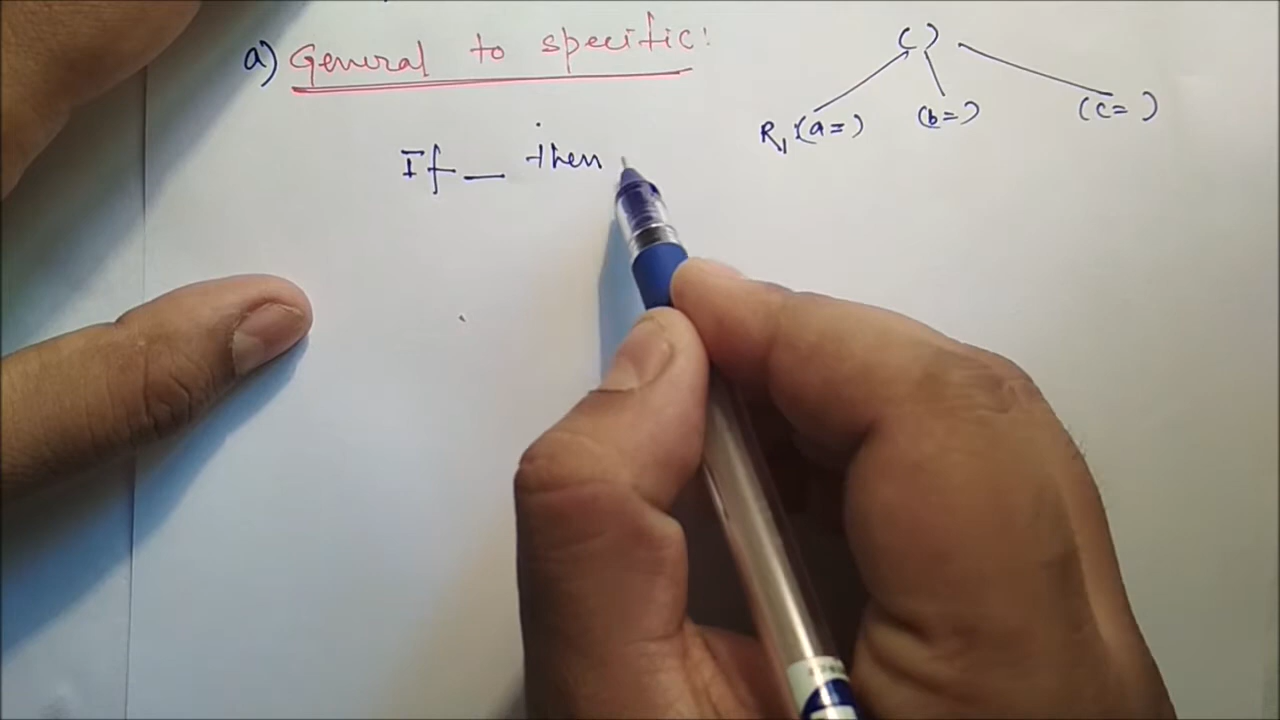 a) General to specific:
( )
R1 (a= ) (b= ) (c= )
If _ then